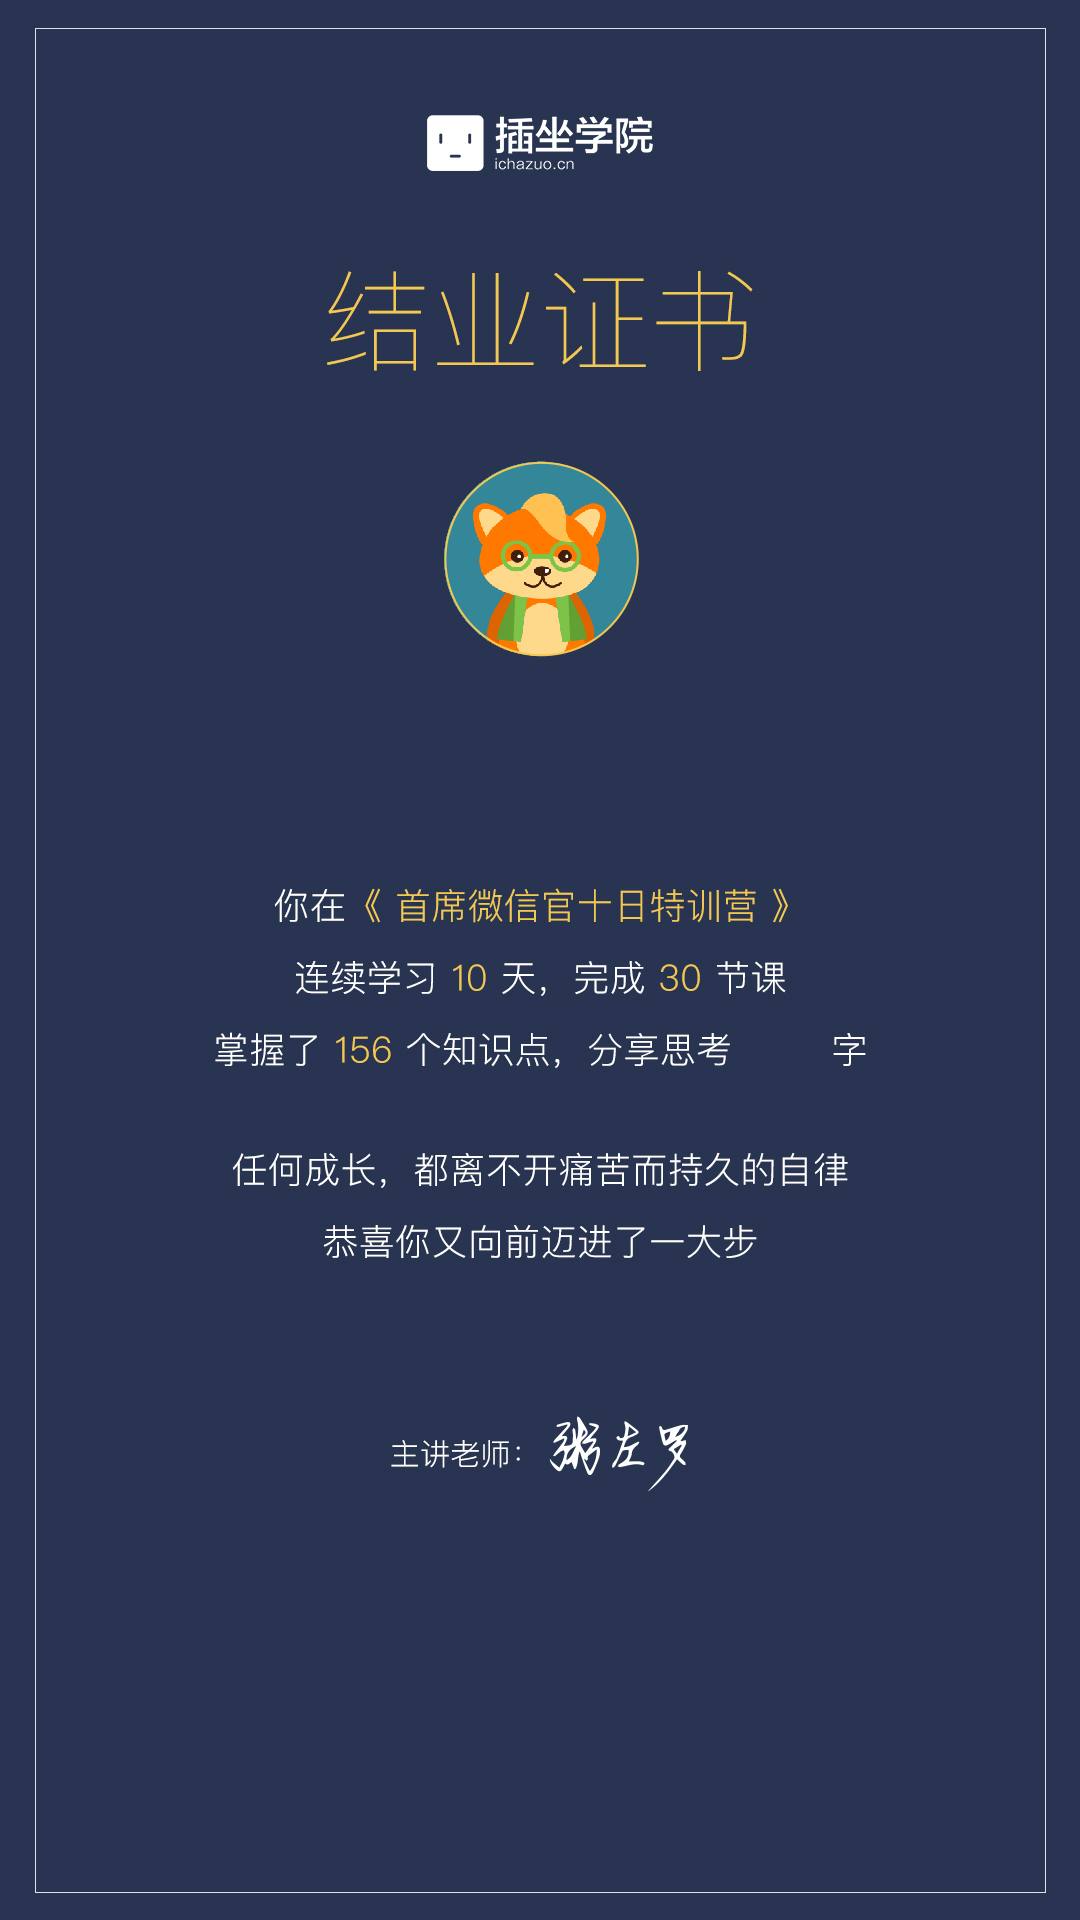 插坐学院
ichazuo.cn
结业证书
你在《 首席微信官十日特训营 》
连续学习 10 天，完成 30 节课
掌握了 156 个知识点，分享思考 字
任何成长，都离不开痛苦而持久的自律
恭喜你又向前迈进了一大步
主讲老师：粥左罗